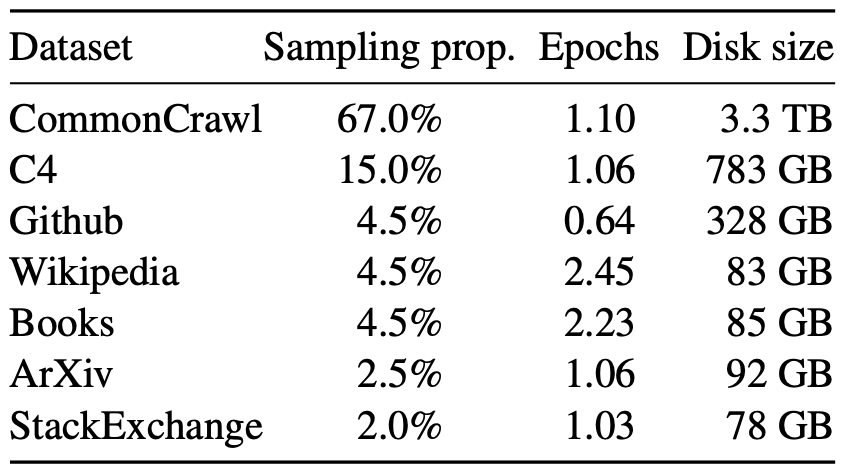 Dataset Sampling prop. Epochs Disk size
CommonCrawl 67.0% 1.10 3.3 TB
C4 15.0% 1.06 783 GB
Github 4.5% 0.64 328 GB
Wikipedia 4.5% 2.45 83 GB
Books 4.5% 2.23 85 GB
ArXiv 2.5% 1.06 92 GB
StackExchange 2.0% 1.03 78 GB